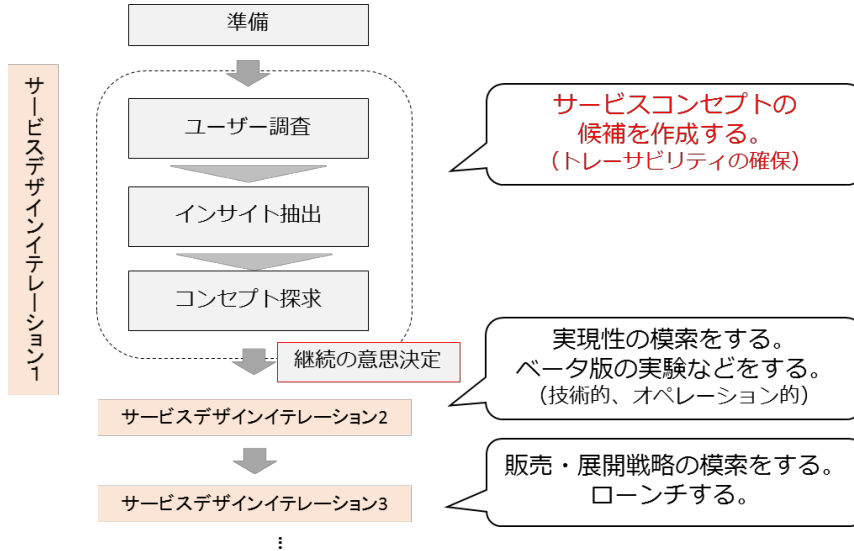 準備
サービスデザインイテレーション1
ユーザー調査
インサイト抽出
コンセプト探求
サービスコンセプトの
候補を作成する。
(トレーサビリティの確保)
継続の意思決定
実現性の模索をする。
ベータ版の実験などをする。
(技術的、オペレーション的)
サービスデザインイテレーション2
販売・展開戦略の模索をする。
ローンチする。
サービスデザインイテレーション3
⋮